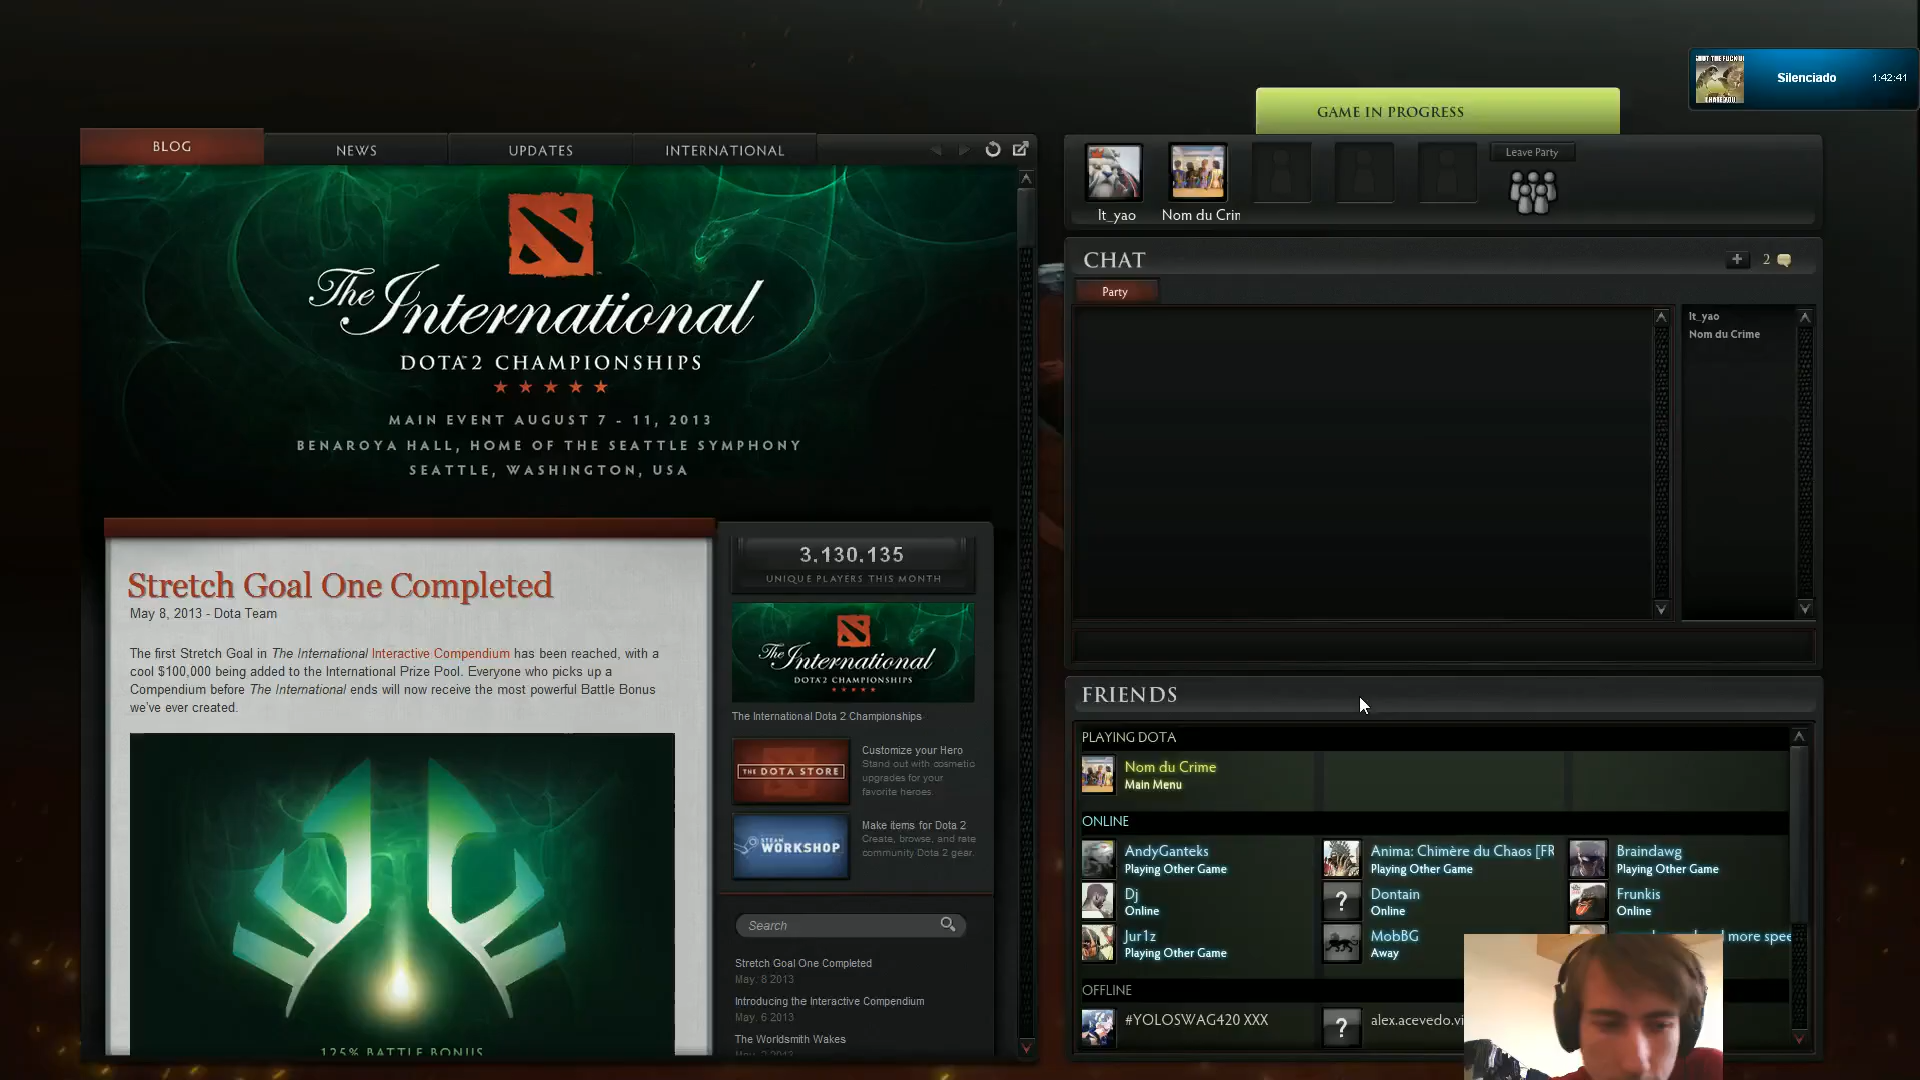 Silenciado
1:42:41
GAME IN PROGRESS
BLOG
NEWS
UPDATES
INTERNATIONAL
Leave Party
It_yao
Nom du Crin
The International
DOTA 2 CHAMPIONSHIPS
MAIN EVENT AUGUST 7 - 11, 2013
BENAROYA HALL, HOME OF THE SEATTLE SYMPHONY
SEATTLE, WASHINGTON, USA
CHAT
2
Party
It_yao
Nom du Crime
Stretch Goal One Completed
May 8, 2013 - Dota Team
The first Stretch Goal in The International Interactive Compendium has been reached, with a
cool $100,000 being added to the International Prize Pool. Everyone who picks up a
Compendium before The International ends will now receive the most powerful Battle Bonus
we've ever created.
125% BATTLE BONUS
3.130.135
UNIQUE PLAYERS THIS MONTH
The International
DOTA 2 CHAMPIONSHIPS
The International Dota 2 Championships
THE DOTA STORE
Customize your Hero
Stand out with cosmetic
upgrades for your
favorite heroes
STEAM
WORKSHOP
Make items for Dota 2
Create, browse, and rate
community Dota 2 gear.
Search
Stretch Goal One Completed
May. 8 2013
Introducing the Interactive Compendium
May. 6 2013
The Worldsmith Wakes
May. 2 2013
FRIENDS
PLAYING DOTA
Nom du Crime
Main Menu
ONLINE
AndyGanteks
Playing Other Game
Anima: Chimère du Chaos [FR
Playing Other Game
Braindawg
Playing Other Game
Dj
Online
Dontain
Online
Frunkis
Online
Jur1z
Playing Other Game
MobBG
Away
more spee
OFFLINE
#YOLOSWAG420 XXX
alex.acevedo.vi